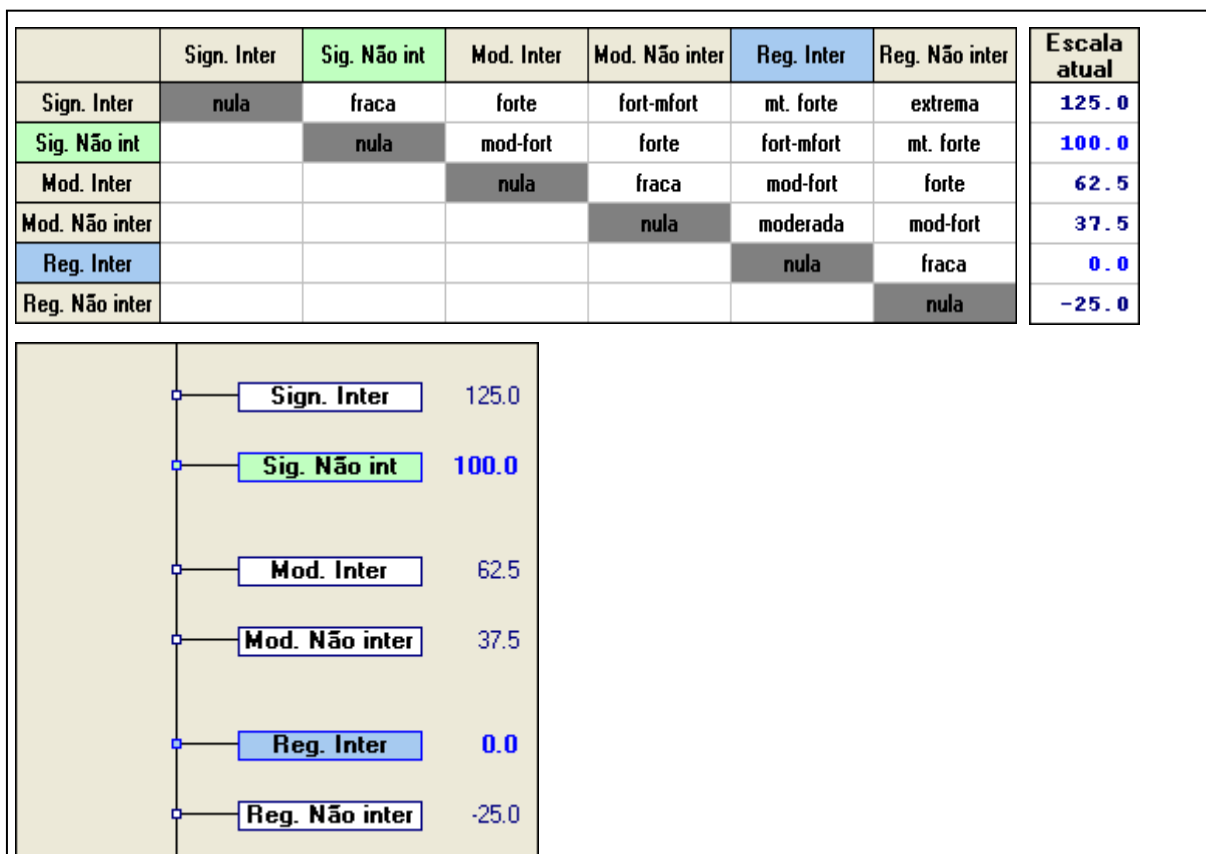 Sign. Inter Sig. Não int Mod. Inter Mod. Não inter Reg. Inter Reg. Não inter Escala atual
Sign. Inter nula fraca forte fort-mfort mt. forte extrema 125.0
Sig. Não int nula mod-fort forte fort-mfort mt. forte 100.0
Mod. Inter nula fraca mod-fort forte 62.5
Mod. Não inter nula moderada mod-fort 37.5
Reg. Inter nula fraca 0.0
Reg. Não inter nula -25.0
Sign. Inter 125.0
Sig. Não int 100.0
Mod. Inter 62.5
Mod. Não inter 37.5
Reg. Inter 0.0
Reg. Não inter -25.0